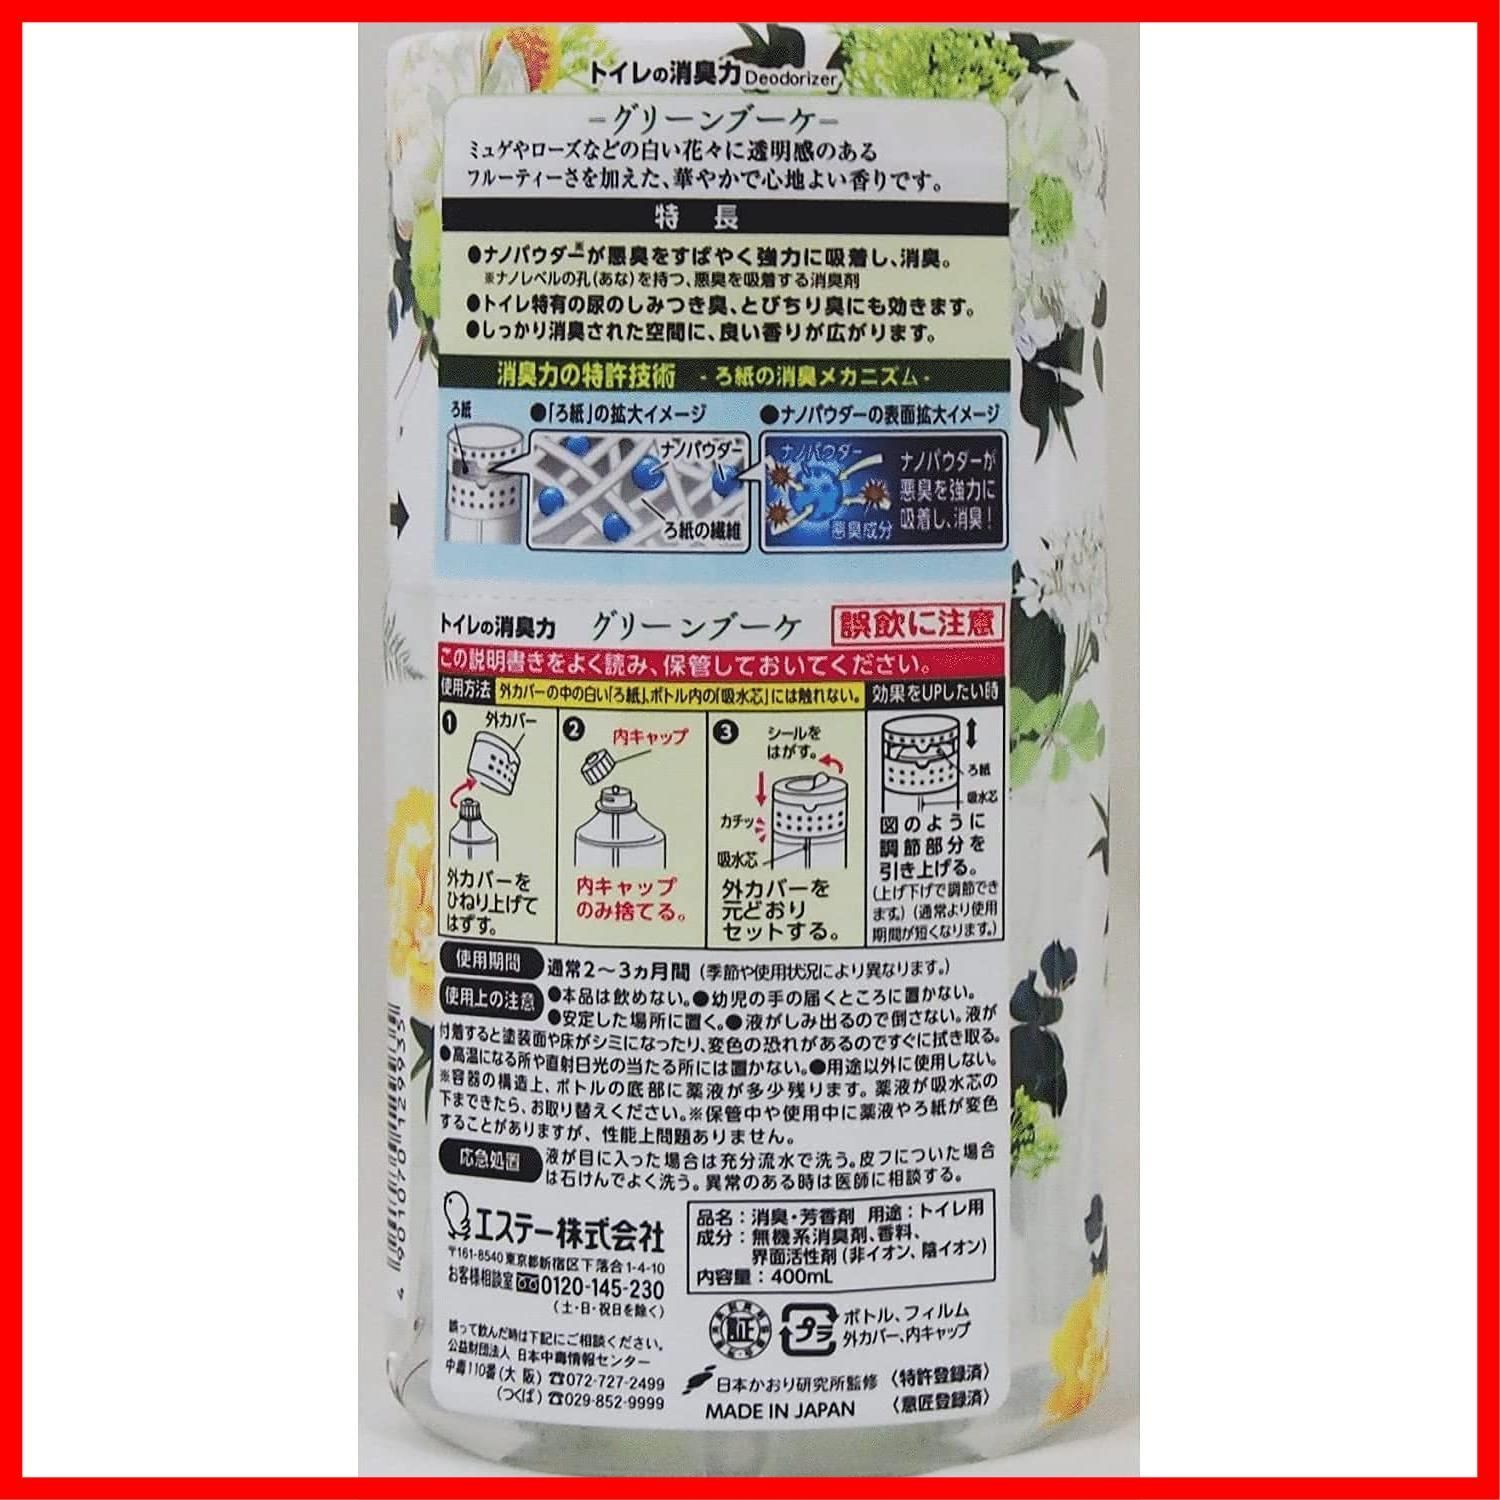 トイレの消臭力 Deodorizer
-グリーンブーケ-
ミュゲやローズなどの白い花々に透明感のある
フルーティーさを加えた、華やかで心地よい香りです。
特 長
●ナノパウダー※が悪臭をすばやく強力に吸着し、消臭。
※ナノレベルの孔(あな)を持つ、悪臭を吸着する消臭剤
●トイレ特有の尿のしみつき臭、とびちり臭にも効きます。
●しっかり消臭された空間に、良い香りが広がります。
消臭力の特許技術 -ろ紙の消臭メカニズム-
ろ紙
●「ろ紙」の拡大イメージ
●ナノパウダーの表面拡大イメージ
ナノパウダー
ろ紙の繊維
ナノパウダー
悪臭成分
ナノパウダーが
悪臭を強力に
吸着し、消臭!
トイレの消臭力 グリーンブーケ 誤飲に注意
この説明書きをよく読み、保管しておいてください。
使用方法 外カバーの中の白い「ろ紙」、ボトル内の「吸水芯」には触れない。 効果をUPしたい時
1 外カバー
外カバーを
ひねり上げて
はずす。
2 内キャップ
内キャップ
のみ捨てる。
3 シールを
はがす。
カチッ
吸水芯
外カバーを
元どおり
セットする。
ろ紙
吸水芯
図のように
調節部分を
引き上げる。
(上げ下げで調節でき
ます。)(通常より使用
期間が短くなります。)
使用期間 通常2〜3ヵ月間(季節や使用状況により異なります。)
使用上の注意 ●本品は飲めない。●幼児の手の届くところに置かない。
●安定した場所に置く。●液がしみ出るので倒さない。液が
付着すると塗装面や床がシミになったり、変色の恐れがあるのですぐに拭き取る。
●高温になる所や直射日光の当たる所には置かない。●用途以外に使用しない。
※容器の構造上、ボトルの底部に薬液が多少残ります。薬液が吸水芯の
下まできたら、お取り替えください。※保管中や使用中に薬液やろ紙が変色
することがありますが、性能上問題ありません。
応急処置 液が目に入った場合は充分流水で洗う。皮フについた場合
は石けんでよく洗う。異常のある時は医師に相談する。
エステー株式会社
〒161-8540 東京都新宿区下落合1-4-10
お客様相談室 0120-145-230
(土・日・祝日を除く)
誤って飲んだ時は下記にご相談ください。
公益財団法人 日本中毒情報センター
中毒110番(大 阪)☎072-727-2499
(つくば)☎029-852-9999
品名:消臭・芳香剤 用途:トイレ用
成分:無機系消臭剤、香料、
界面活性剤(非イオン、陰イオン)
内容量:400mL
証
プラ
ボトル、フィルム
外カバー、内キャップ
日本かおり研究所監修 〈特許登録済〉
MADE IN JAPAN 〈意匠登録済〉